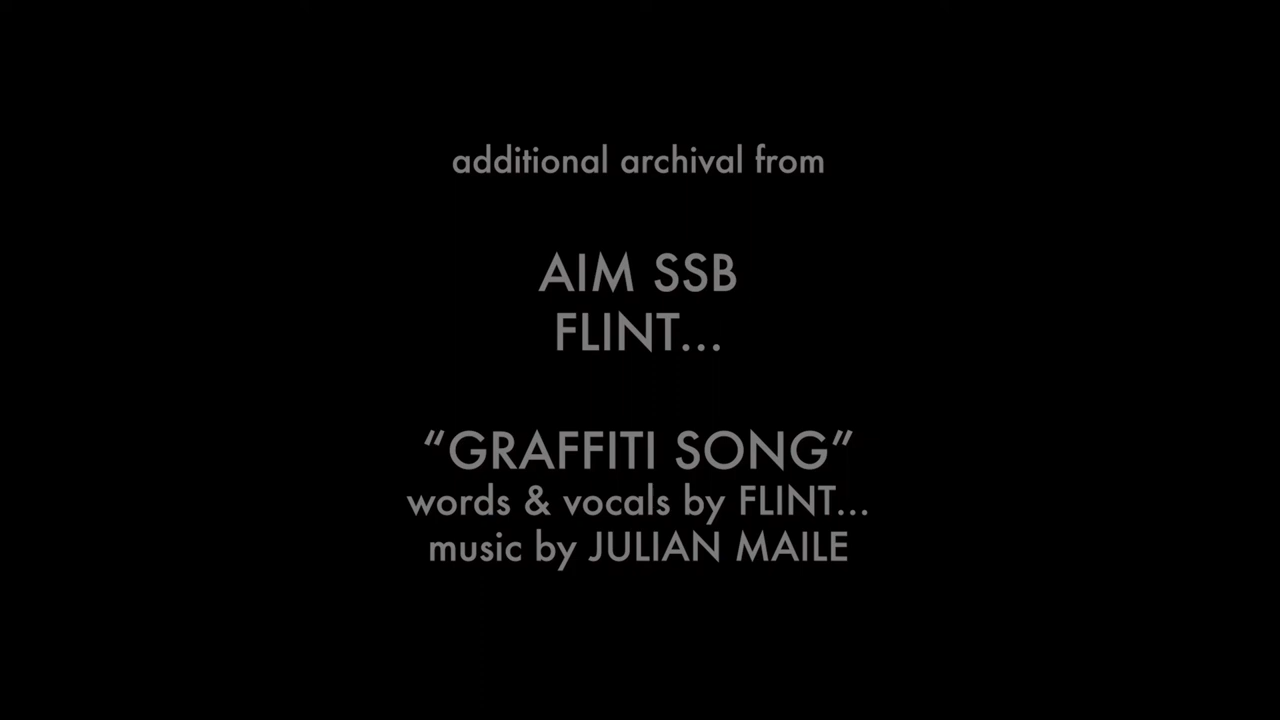 additional archival from
AIM SSB
FLINT...
“GRAFFITI SONG”
words & vocals by FLINT...
music by JULIAN MAILE